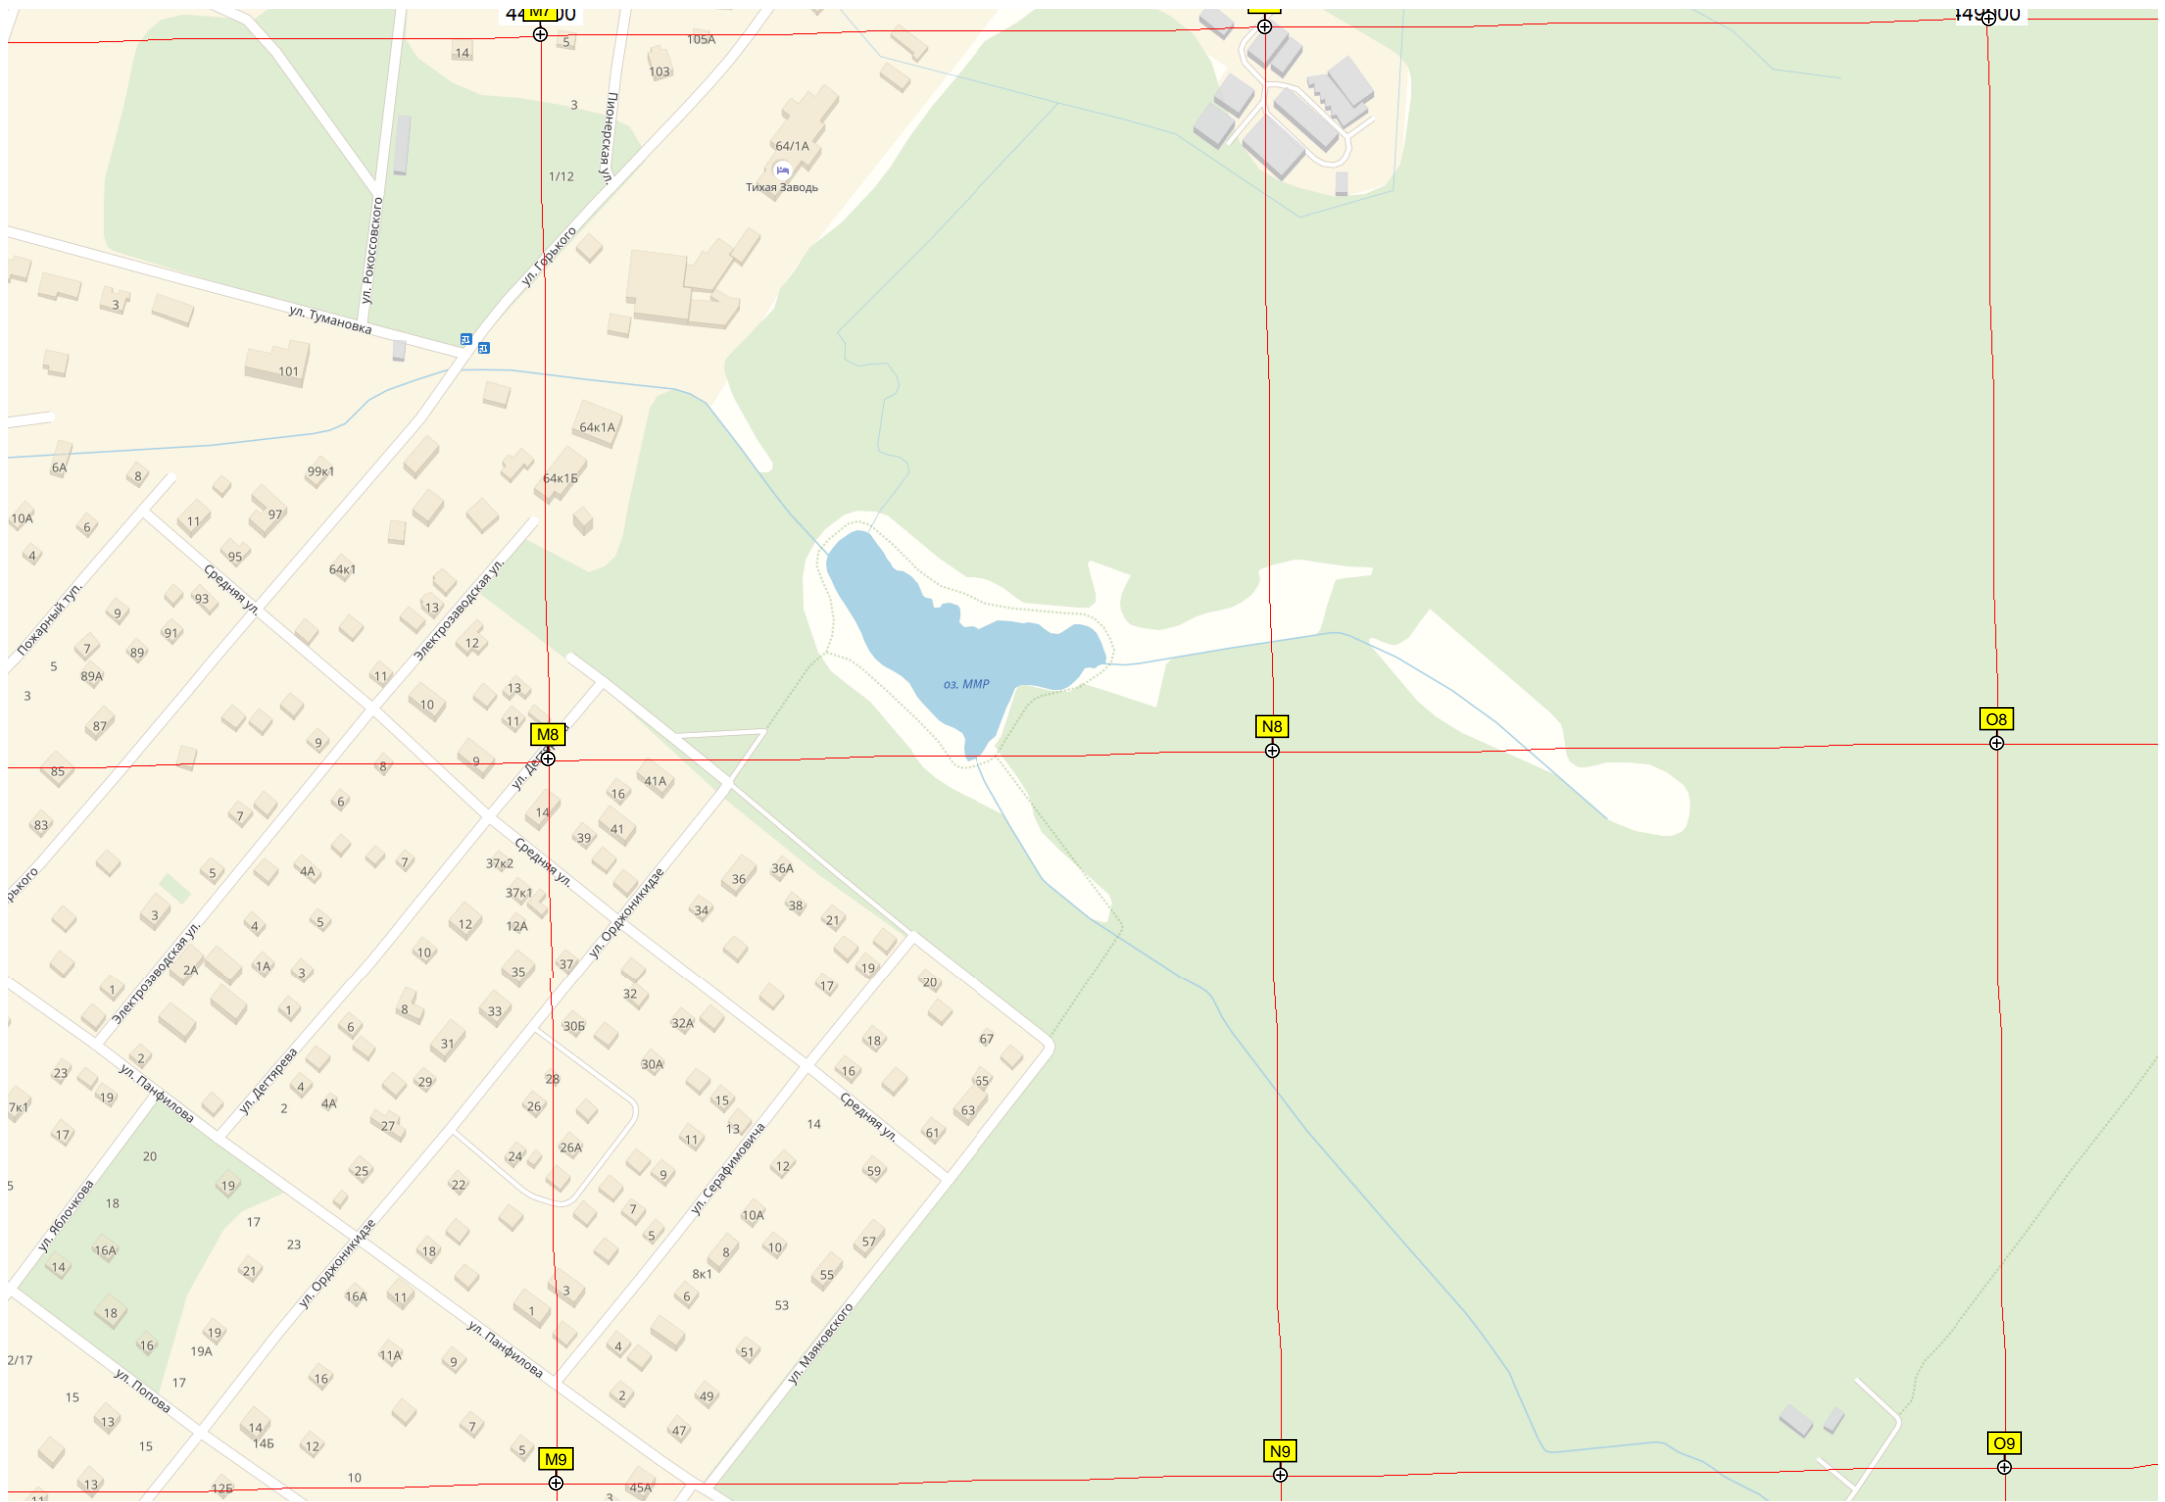 M7
14
5
105А
103
3
Пионерская ул.
64/1А
Тихая Заводь
1/12
ул. Рокоссовского
ул. Горького
3
ул. Тумановка
101
64к1А
64к1Б
6А
8
99к1
10А
6
11
97
4
95
64к1
Средняя ул.
Электрозаводская ул.
Пожарный туп.
9
93
13
7
91
89
12
5
89А
11
3
10
13
11
оз. ММР
87
9
M8
N8
O8
85
8
9
ул. Дег
41А
16
6
14
7
83
39
41
Средняя ул.
37к2
7
4А
5
36А
36
37к1
38
34
21
3
4
5
12
12А
ул. Орджоникидзе
10
37
35
19
17
20
2А
1А
3
1
Электрозаводская ул.
32
33
30Б
32А
1
8
6
31
18
67
2
30А
16
23
ул. Панфилова
19
ул. Дегтярева
4
4А
2
29
28
26
15
65
63
7к1
17
27
26А
13
11
14
Средняя ул.
61
20
25
24
9
12
59
19
22
ул. Серафимовича
18
17
7
5
10А
ул. Яблочкова
16А
23
ул. Орджоникидзе
18
8
10
57
14
21
8к1
55
18
16А
11
3
1
6
53
16
19
19А
ул. Панфилова
4
51
ул. Маяковского
2/17
11А
9
17
16
2
49
15
ул. Попова
13
14
14Б
7
47
15
12
5
M9
N9
O9
13
10
12Б
45А
3
11